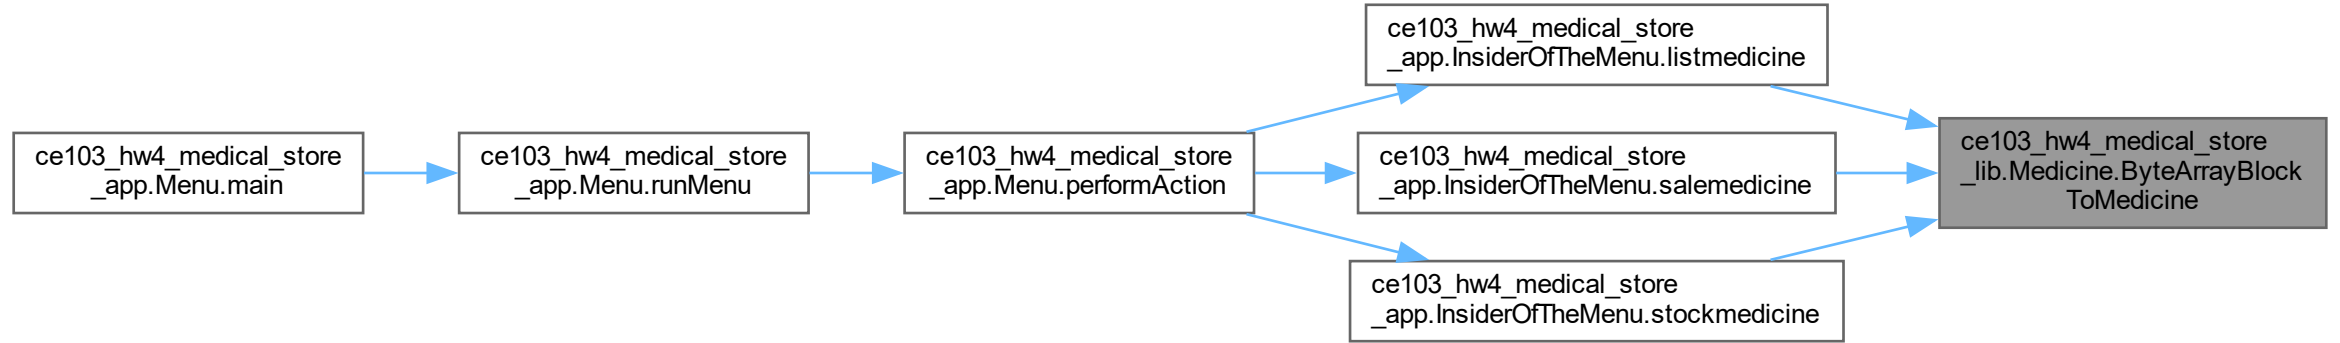 ce103_hw4_medical_store
_app.Menu.main
ce103_hw4_medical_store
_app.Menu.runMenu
ce103_hw4_medical_store
_app.Menu.performAction
ce103_hw4_medical_store
_app.InsiderOfTheMenu.listmedicine
ce103_hw4_medical_store
_app.InsiderOfTheMenu.salemedicine
ce103_hw4_medical_store
_app.InsiderOfTheMenu.stockmedicine
ce103_hw4_medical_store
_lib.Medicine.ByteArrayBlock
ToMedicine